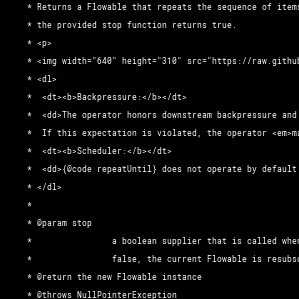 * Returns a Flowable that repeats the sequence of items
* the provided stop function returns true.
* <p>
* <img width="640" height="310" src="https://raw.github
* <dl>
*  <dt><b>Backpressure:</b></dt>
*  <dd>The operator honors downstream backpressure and
*  If this expectation is violated, the operator <em>ma
*  <dt><b>Scheduler:</b></dt>
*  <dd>{@code repeatUntil} does not operate by default
* </dl>
*
* @param stop
*                a boolean supplier that is called when
*                false, the current Flowable is resubsc
* @return the new Flowable instance
* @throws NullPointerException